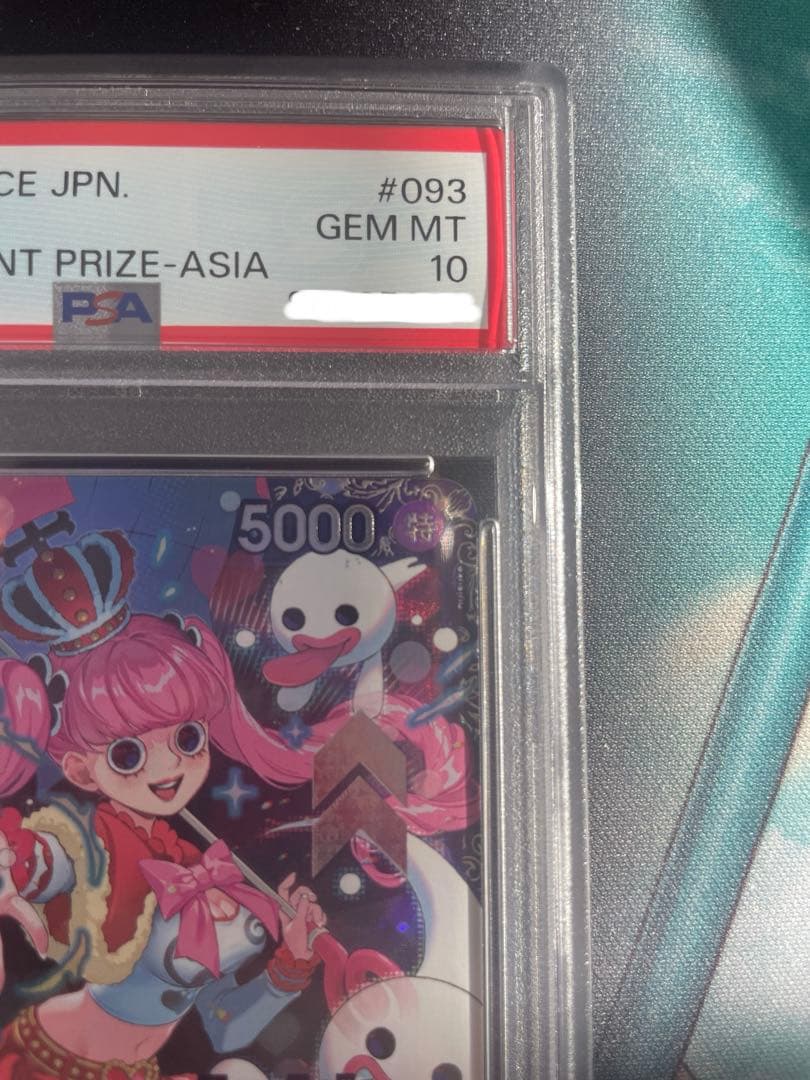 CE JPN.
#093
GEM MT
NT PRIZE-ASIA
10
PSA
5000
特